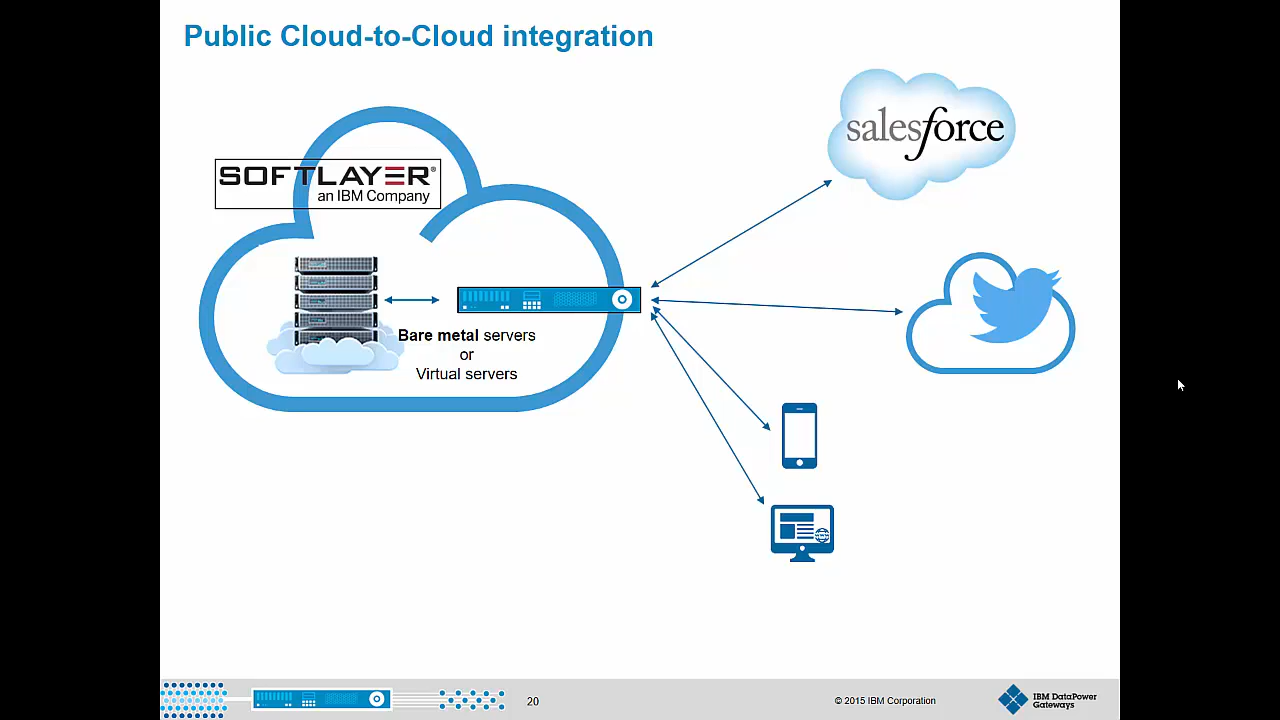 Public Cloud-to-Cloud integration
salesforce
SOFTLAYER®
an IBM Company
Bare metal servers
or
Virtual servers
www
20
© 2015 IBM Corporation
IBM DataPower
Gateways